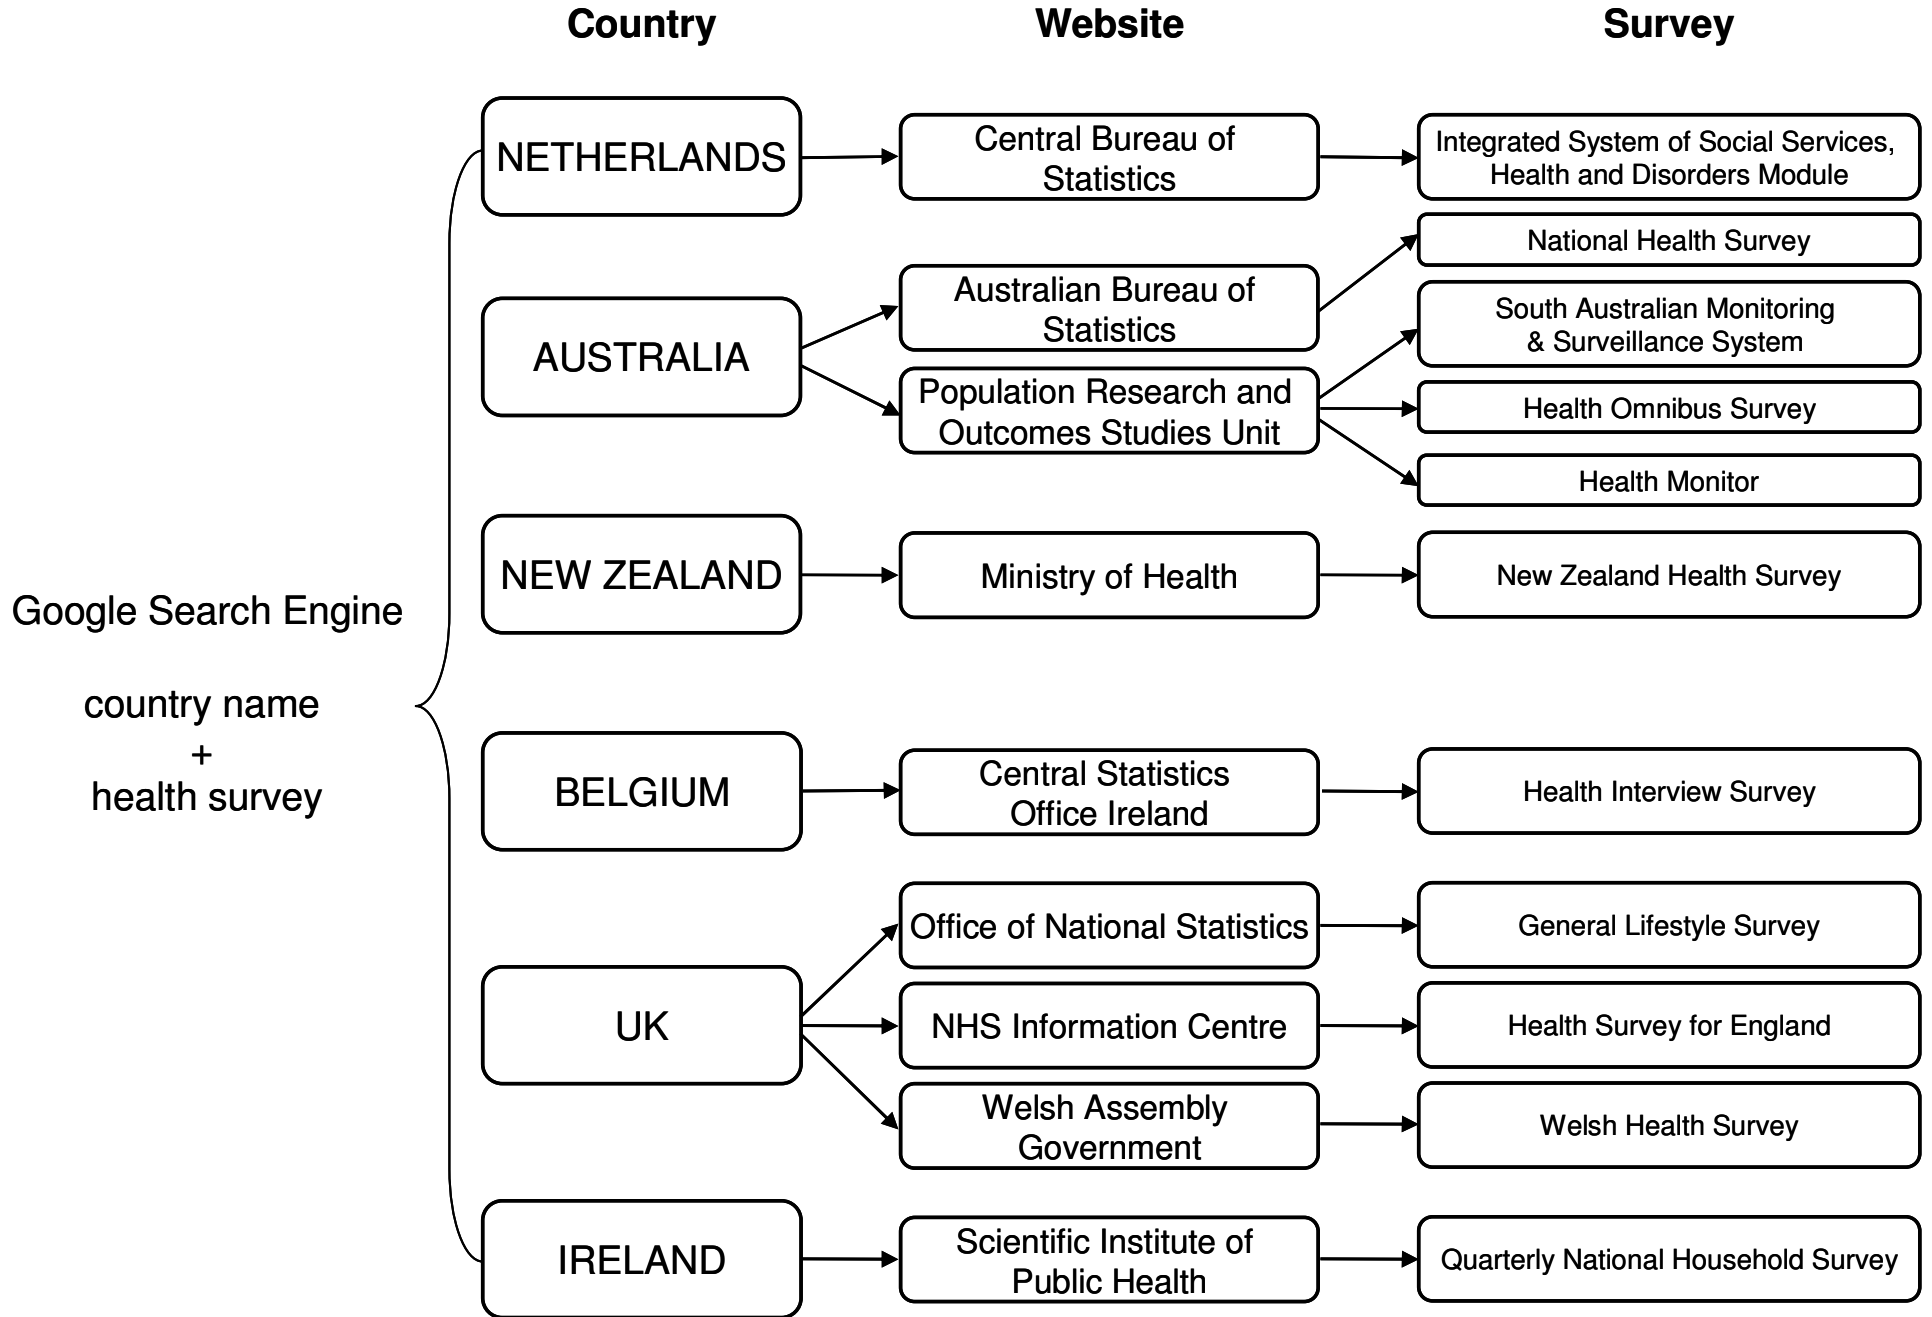 Country
Website
Survey
Google Search Engine
country name
+
health survey
NETHERLANDS
Central Bureau of
Statistics
Integrated System of Social Services,
Health and Disorders Module
AUSTRALIA
Australian Bureau of
Statistics
National Health Survey
Population Research and
Outcomes Studies Unit
South Australian Monitoring
& Surveillance System
Health Omnibus Survey
Health Monitor
NEW ZEALAND
Ministry of Health
New Zealand Health Survey
BELGIUM
Central Statistics
Office Ireland
Health Interview Survey
UK
Office of National Statistics
General Lifestyle Survey
NHS Information Centre
Health Survey for England
Welsh Assembly
Government
Welsh Health Survey
IRELAND
Scientific Institute of
Public Health
Quarterly National Household Survey